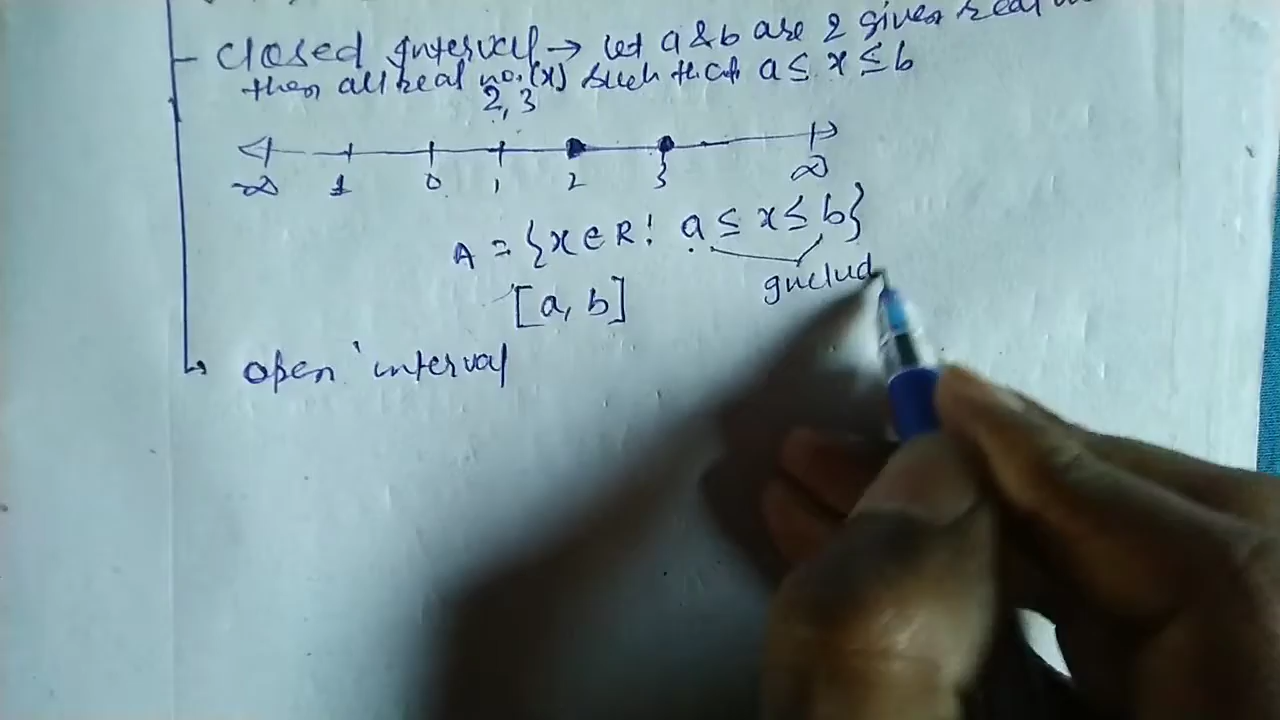 closed interval → let a & b are 2 given real
then all real no. (x) such that a ≤ x ≤ b
2, 3
-∞ 1 0 1 2 3 ∞
A = {x ∈ R : a ≤ x ≤ b}
[a, b]
includ
open interval